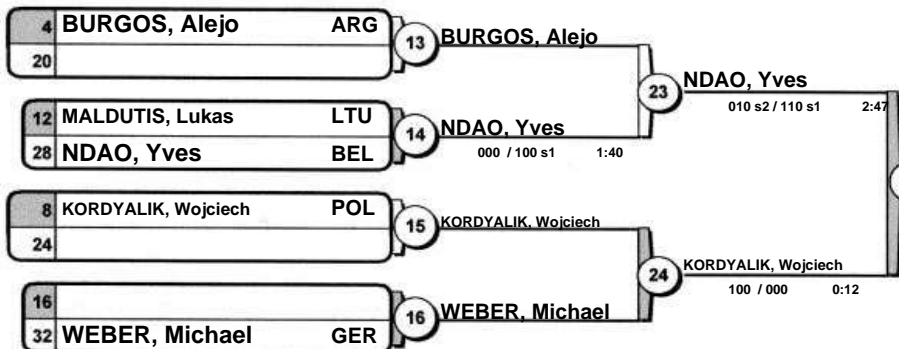 4 BURGOS, Alejo ARG
20
13 BURGOS, Alejo
12 MALDUTIS, Lukas LTU
28 NDAO, Yves BEL
14 NDAO, Yves
000 / 100 s1 1:40
23 NDAO, Yves
010 s2 / 110 s1 2:47
8 KORDYALIK, Wojciech POL
24
15 KORDYALIK, Wojciech
16
32 WEBER, Michael GER
16 WEBER, Michael
24 KORDYALIK, Wojciech
100 / 000 0:12